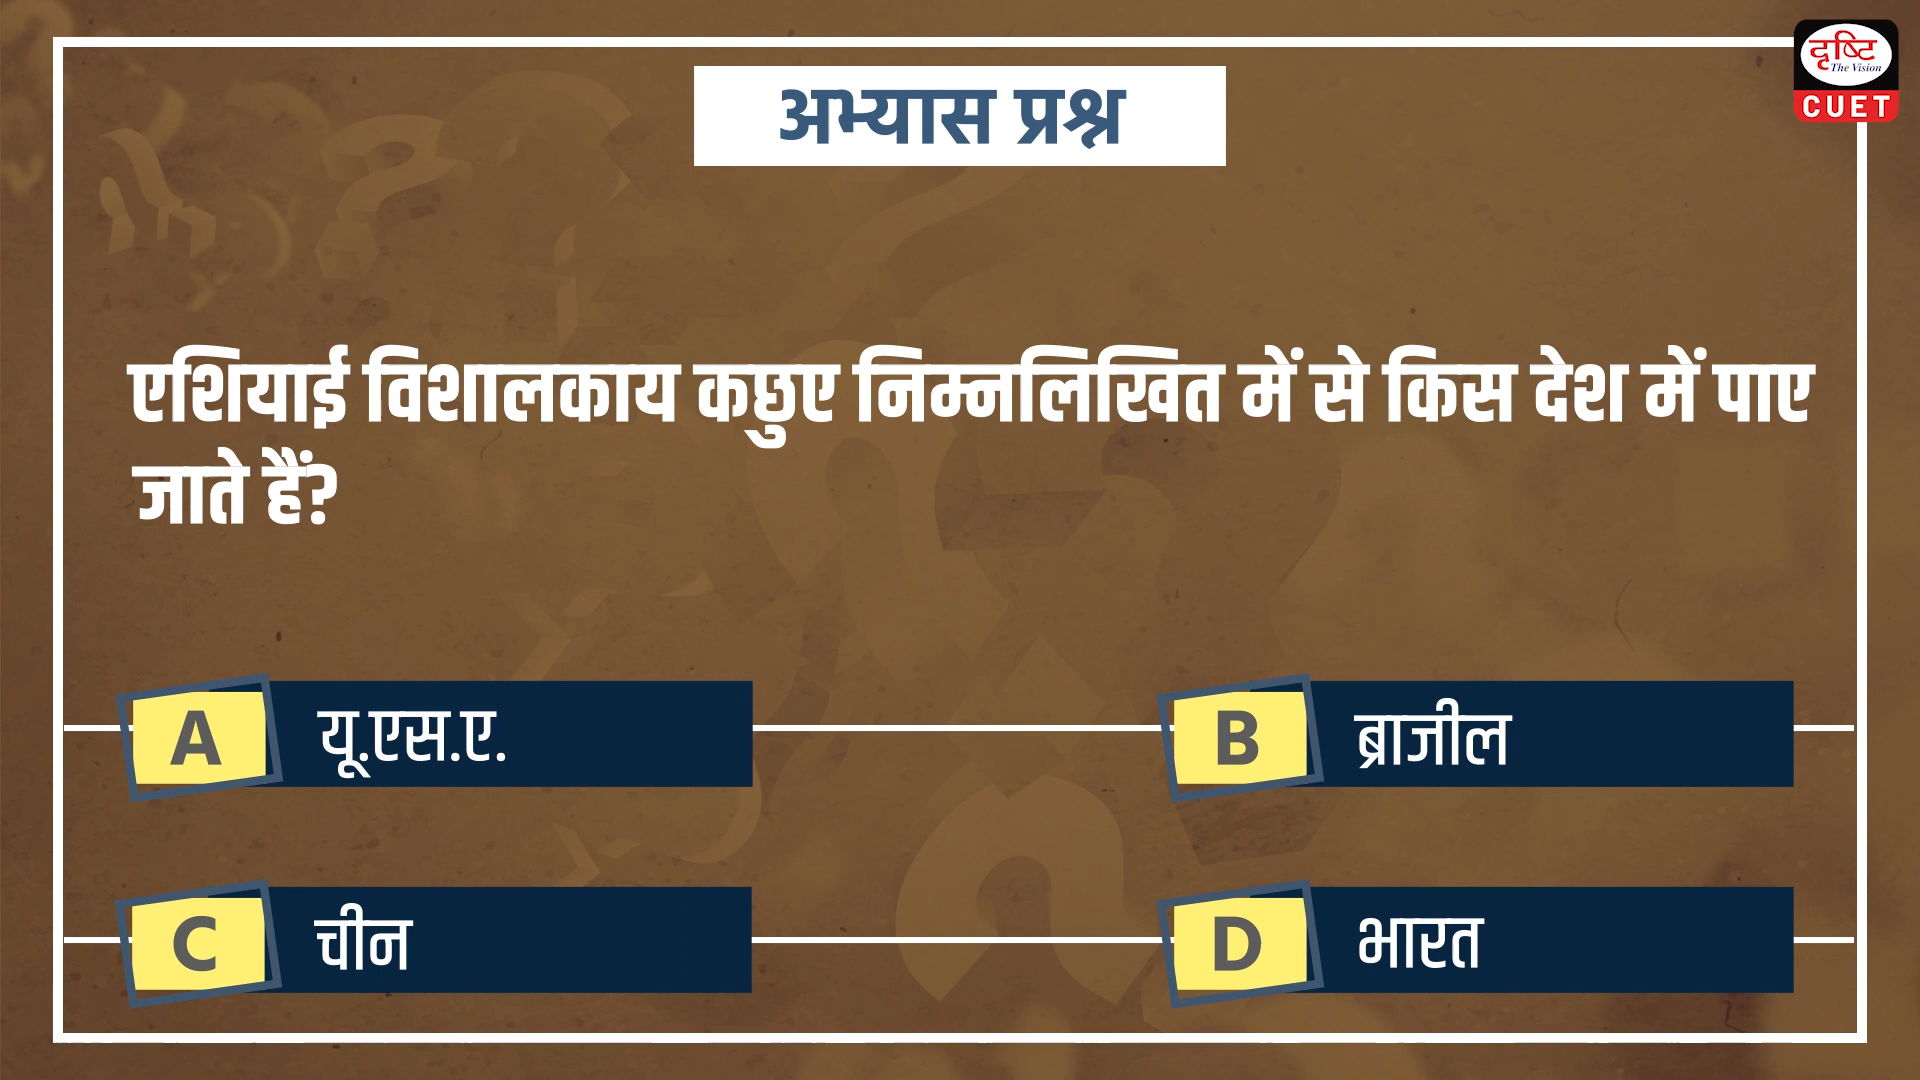 दृष्टि
The Vision
CUET
अभ्यास प्रश्न
एशियाई विशालकाय कछुए निम्नलिखित में से किस देश में पाए
जाते हैं?
A यू.एस.ए.
B ब्राजील
C चीन
D भारत